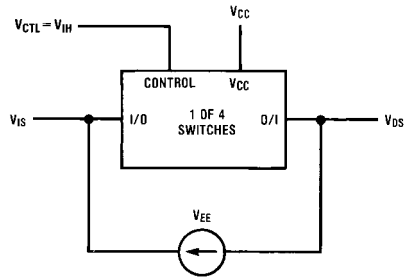 VCTL = VIH
VCC
CONTROL
VCC
VIS
I/O
1 OF 4
SWITCHES
O/I
VDS
VEE